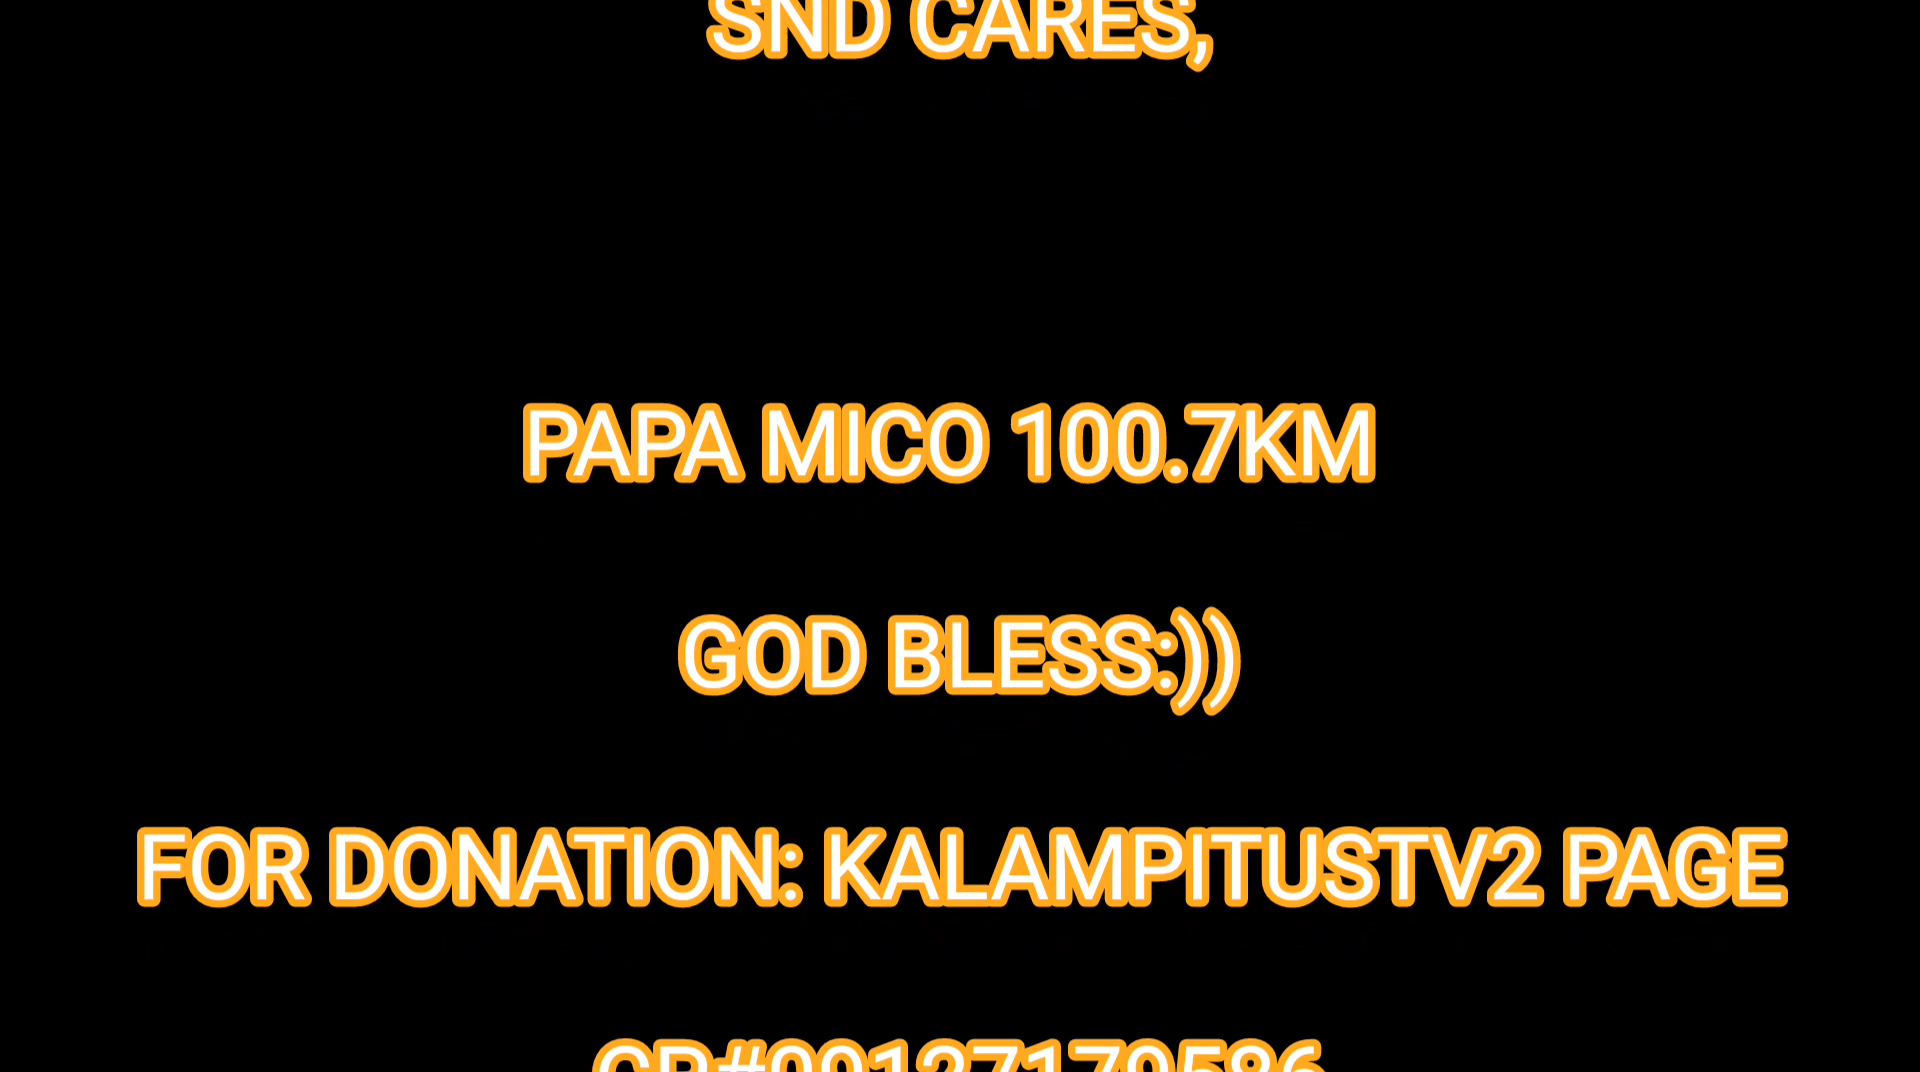 SND CARES,
PAPA MICO 100.7KM
GOD BLESS:))
FOR DONATION: KALAMPITUSTV2 PAGE